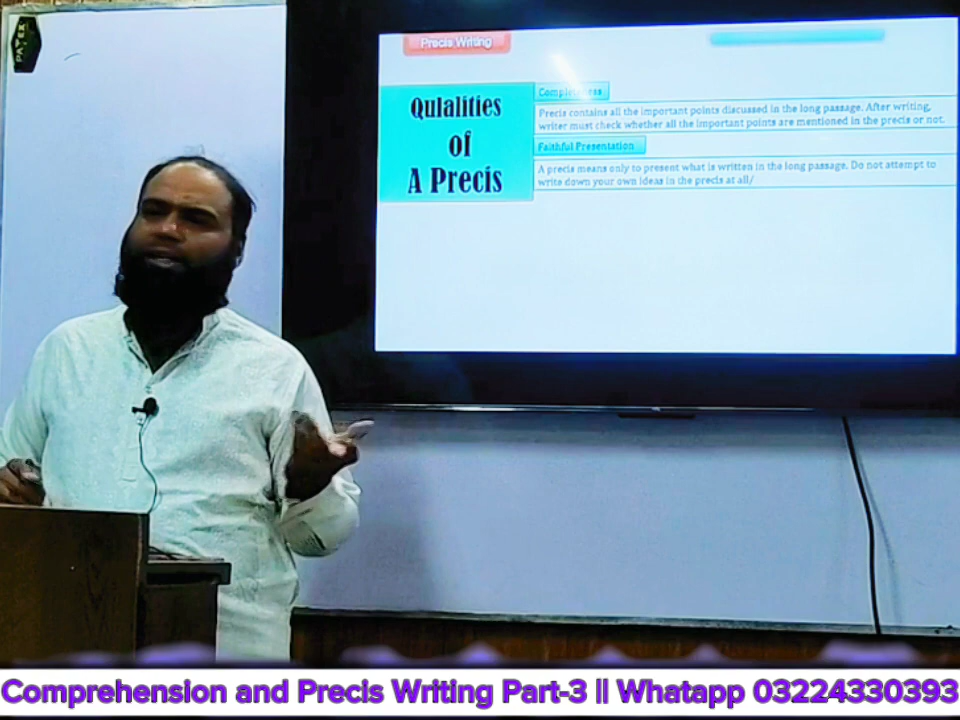 PAYEX
Precis Writing
Qulalities
of
A Precis
Completeness
Precis contains all the important points discussed in the long passage. After writing,
writer must check whether all the important points are mentioned in the precis or not.
Faithful Presentation
A precis means only to present what is written in the long passage. Do not attempt to
write down your own ideas in the precis at all/
Comprehension and Precis Writing Part-3 || Whatapp 03224330393